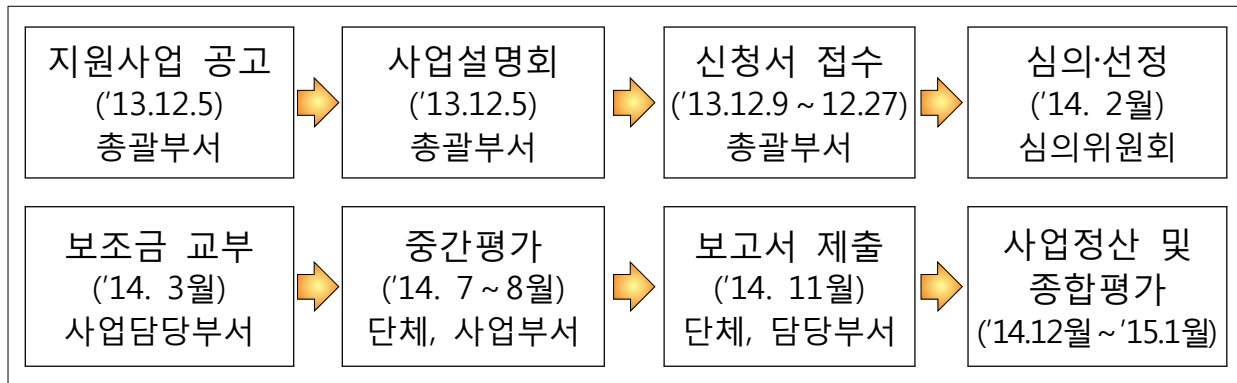 지원사업 공고
('13.12.5)
총괄부서
사업설명회
('13.12.5)
총괄부서
신청서 접수
('13.12.9 ~ 12.27)
총괄부서
심의·선정
('14. 2월)
심의위원회
보조금 교부
('14. 3월)
사업담당부서
중간평가
('14. 7 ~ 8월)
단체, 사업부서
보고서 제출
('14. 11월)
단체, 담당부서
사업정산 및
종합평가
('14.12월 ~ '15.1월)